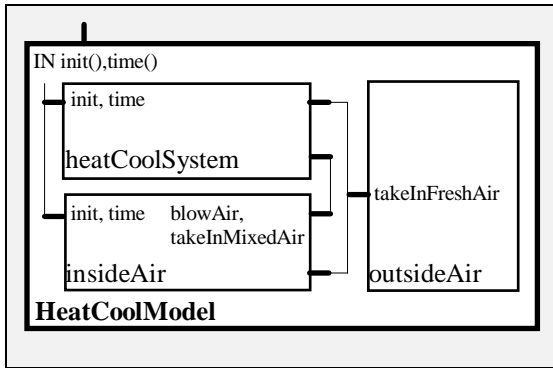 IN init(),time()
init, time
heatCoolSystem
init, time
blowAir,
takeInMixedAir
insideAir
takeInFreshAir
outsideAir
HeatCoolModel